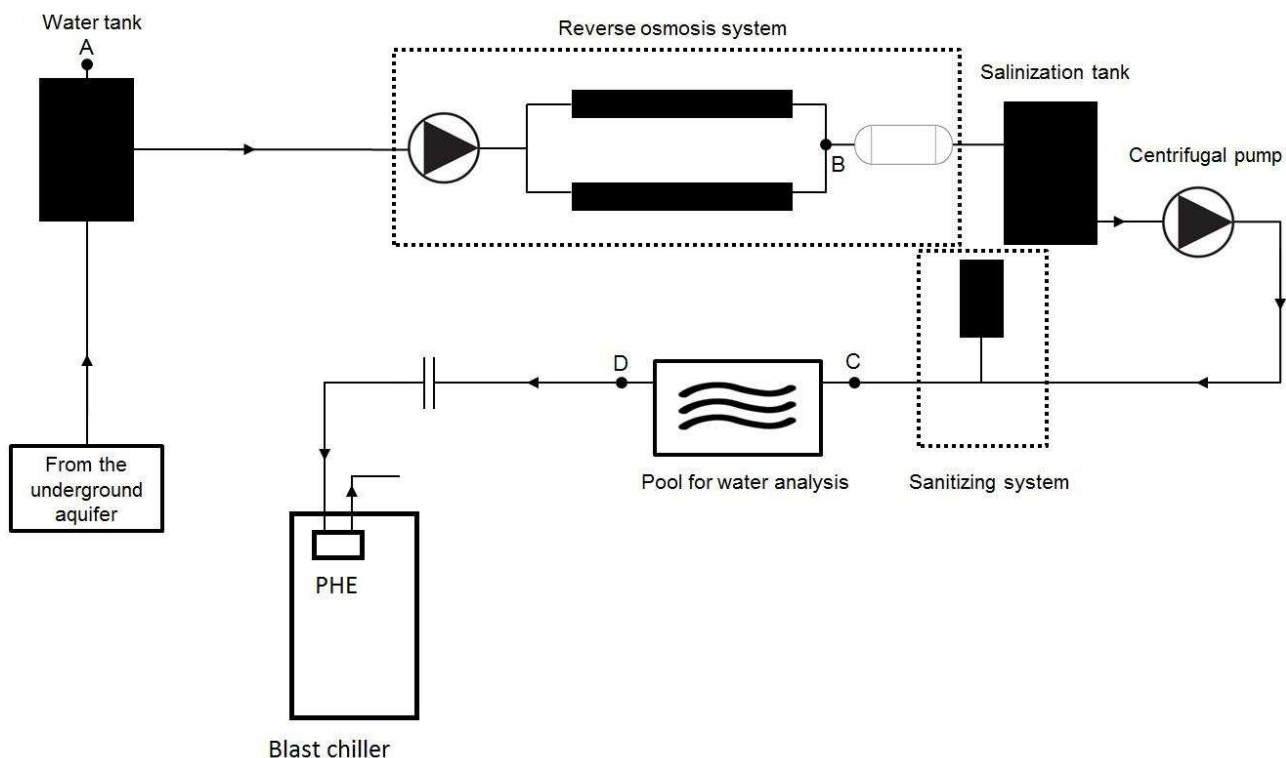 Water tank
A
Reverse osmosis system
Salinization tank
B
Centrifugal pump
D
C
From the
underground
aquifer
Pool for water analysis
Sanitizing system
PHE
Blast chiller